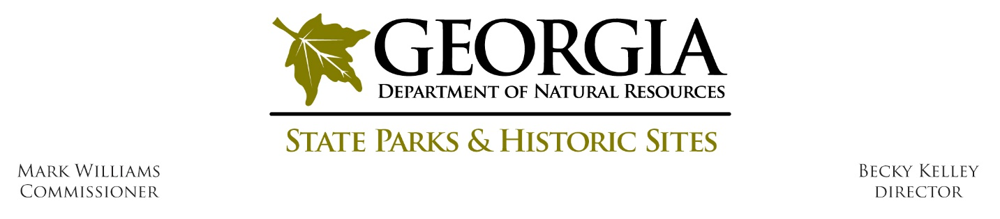 GEORGIA
DEPARTMENT OF NATURAL RESOURCES
STATE PARKS & HISTORIC SITES
MARK WILLIAMS
COMMISSIONER
BECKY KELLEY
DIRECTOR